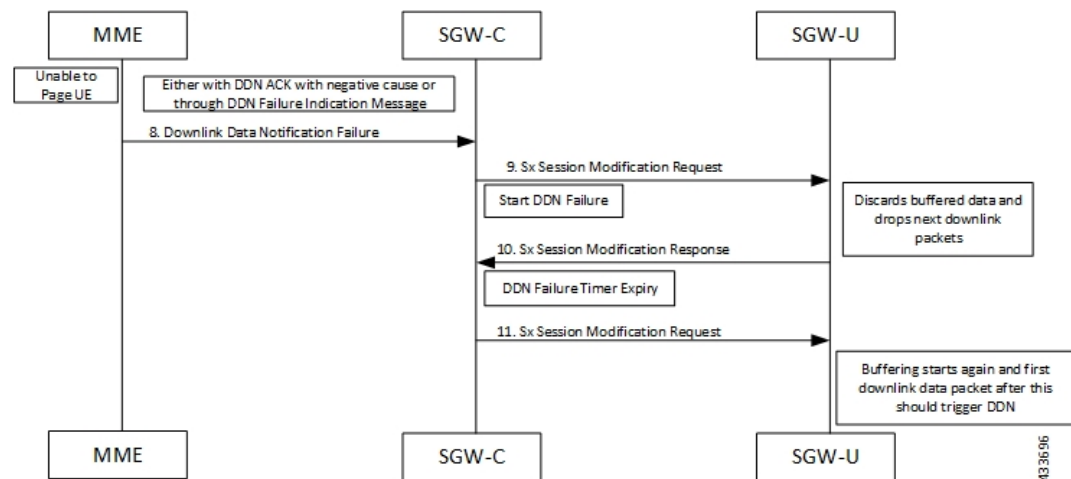 MME
SGW-C
SGW-U
Unable to
Page UE
Either with DDN ACK with negative cause or
through DDN Failure Indication Message
8. Downlink Data Notification Failure
9. Sx Session Modification Request
Start DDN Failure
Discards buffered data and
drops next downlink
packets
10. Sx Session Modification Response
DDN Failure Timer Expiry
11. Sx Session Modification Request
Buffering starts again and first
downlink data packet after this
should trigger DDN
MME
SGW-C
SGW-U
433696